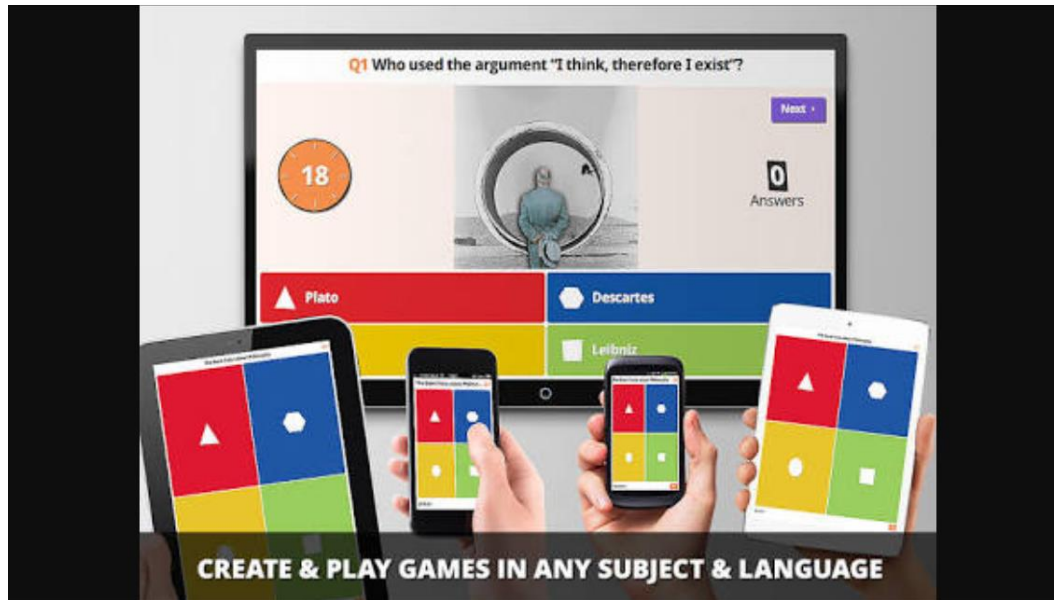 Q1 Who used the argument "I think, therefore I exist"?
Next
18
0
Answers
Plato
Descartes
Leibniz
CREATE & PLAY GAMES IN ANY SUBJECT & LANGUAGE